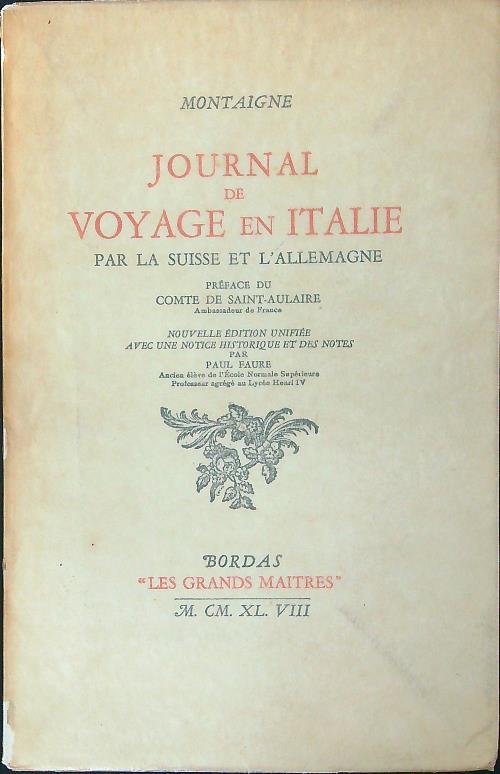 MONTAIGNE
JOURNAL
DE
VOYAGE EN ITALIE
PAR LA SUISSE ET L'ALLEMAGNE
PRÉFACE DU
COMTE DE SAINT-AULAIRE
Ambassadeur de France
NOUVELLE ÉDITION UNIFIÉE
AVEC UNE NOTICE HISTORIQUE ET DES NOTES
PAR
PAUL FAURE
Ancien élève de l'École Normale Supérieure
Professeur agrégé au Lycée Henri IV
BORDAS
"LES GRANDS MAITRES"
M. CM. XL. VIII